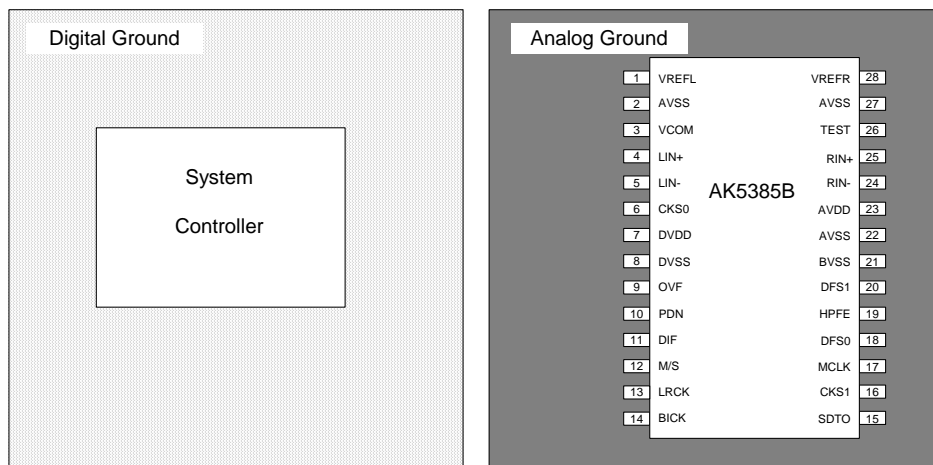 Digital Ground
System
Controller
Analog Ground
AK5385B
1 VREFL
2 AVSS
3 VCOM
4 LIN+
5 LIN-
6 CKS0
7 DVDD
8 DVSS
9 OVF
10 PDN
11 DIF
12 M/S
13 LRCK
14 BICK
VREFR 28
AVSS 27
TEST 26
RIN+ 25
RIN- 24
AVDD 23
AVSS 22
BVSS 21
DFS1 20
HPFE 19
DFS0 18
MCLK 17
CKS1 16
SDTO 15